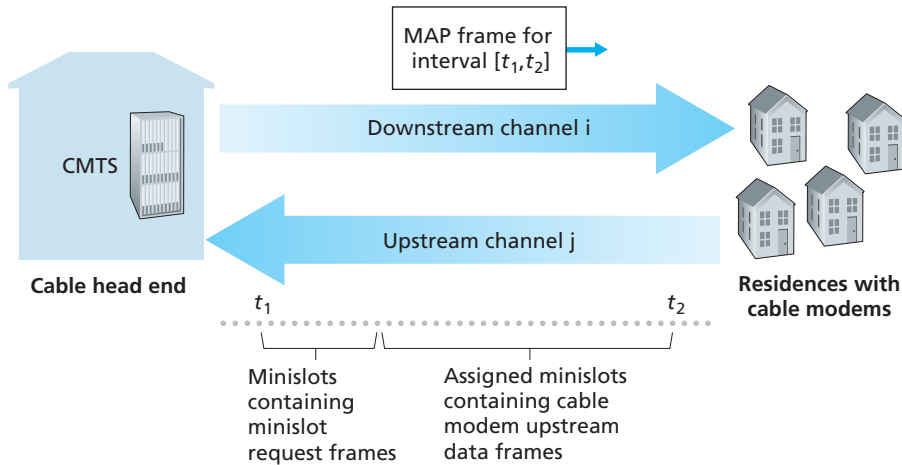 MAP frame for
interval [t₁,t₂]
Downstream channel i
CMTS
Upstream channel j
Cable head end
Residences with
cable modems
t₁
t₂
Minislots
containing
minislot
request frames
Assigned minislots
containing cable
modem upstream
data frames